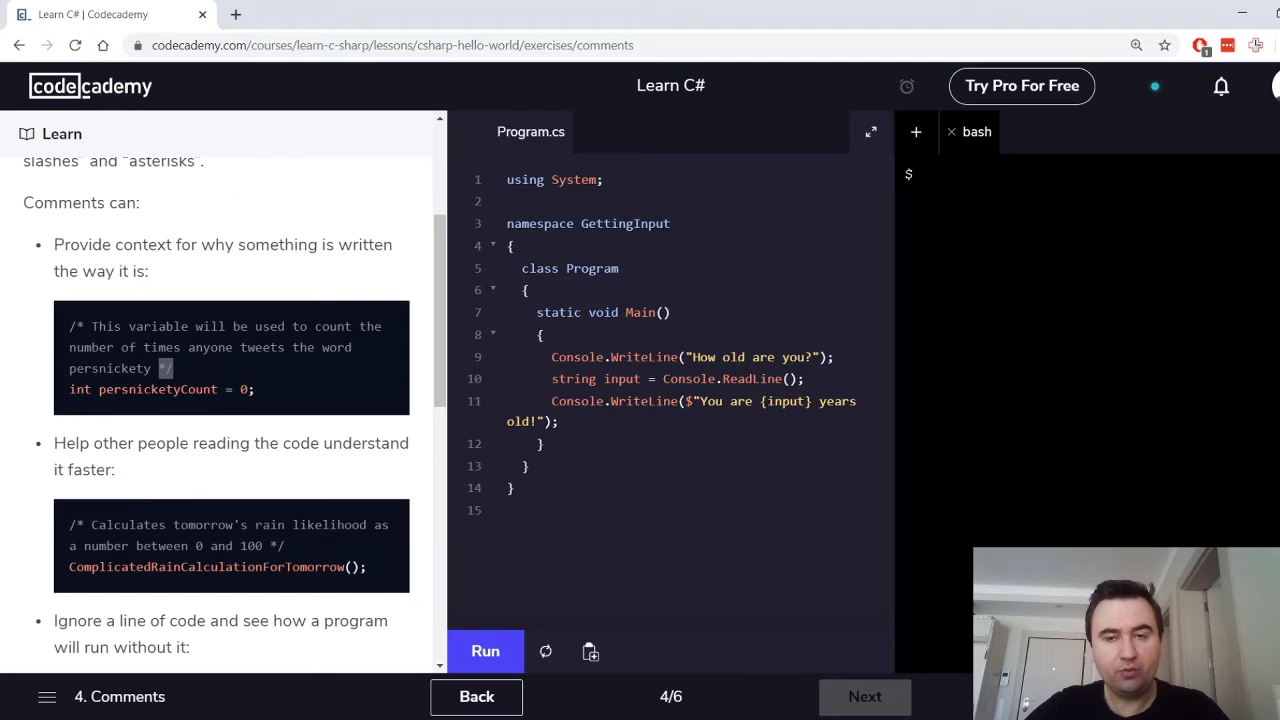 Learn C# | Codecademy
codecademy.com/courses/learn-c-sharp/lessons/csharp-hello-world/exercises/comments
1
codecademy
Learn C#
Try Pro For Free
Learn
slashes" and "asterisks".
Comments can:
• Provide context for why something is written
the way it is:
/* This variable will be used to count the
number of times anyone tweets the word
persnickety */
int persnicketyCount = 0;
• Help other people reading the code understand
it faster:
/* Calculates tomorrow's rain likelihood as
a number between 0 and 100 */
ComplicatedRainCalculationForTomorrow();
• Ignore a line of code and see how a program
will run without it:
Program.cs
1 using System;
2
3 namespace GettingInput
4 {
5 class Program
6 {
7 static void Main()
8 {
9 Console.WriteLine("How old are you?");
10 string input = Console.ReadLine();
11 Console.WriteLine($"You are {input} years
old!");
12 }
13 }
14 }
15
Run
+ × bash
$
4. Comments
Back
4/6
Next